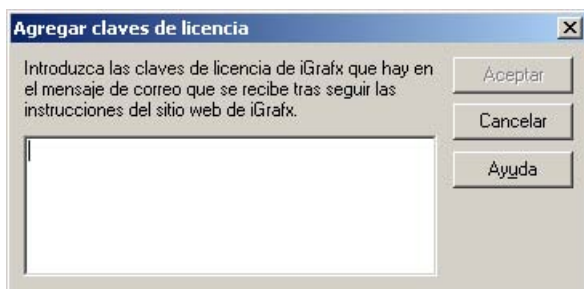 Agregar claves de licencia
Introduzca las claves de licencia de iGrafx que hay en
el mensaje de correo que se recibe tras seguir las
instrucciones del sitio web de iGrafx.
Aceptar
Cancelar
Ayuda